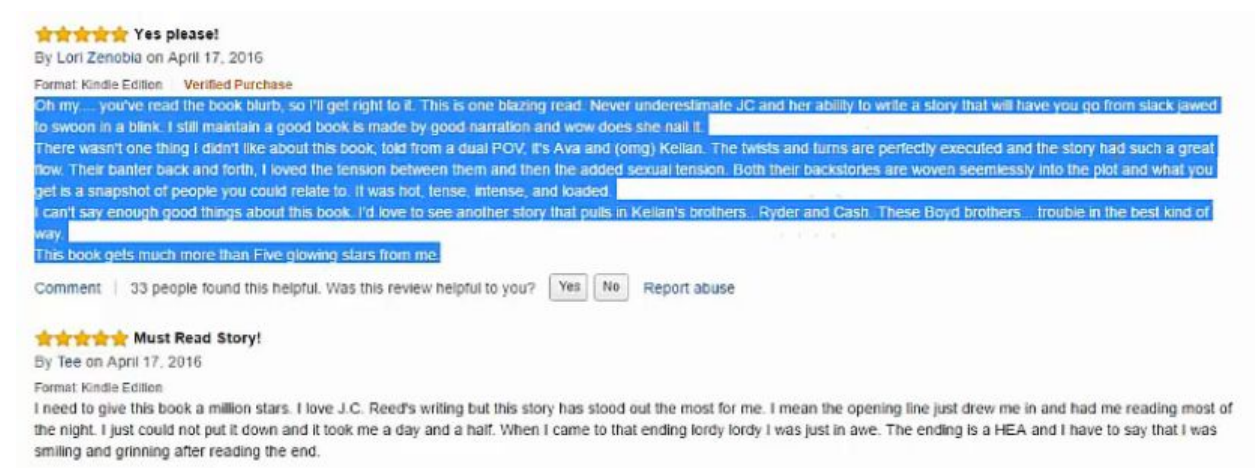 Yes please!
By Lori Zenobia on April 17, 2016
Format: Kindle Edition | Verified Purchase
Oh my.... you've read the book blurb, so I'll get right to it. This is one blazing read. Never underestimate JC and her ability to write a story that will have you go from slack jawed
to swoon in a blink. I still maintain a good book is made by good narration and wow does she nail it.
There wasn't one thing I didn't like about this book, told from a dual POV, it's Ava and (omg) Kellan. The twists and turns are perfectly executed and the story had such a great
flow. Their banter back and forth, I loved the tension between them and then the added sexual tension. Both their backstories are woven seemlessly into the plot and what you
get is a snapshot of people you could relate to. It was hot, tense, intense, and loaded.
I can't say enough good things about this book. I'd love to see another story that pulls in Kellan's brothers... Ryder and Cash. These Boyd brothers.... trouble in the best kind of
way.
This book gets much more than Five glowing stars from me.
Comment | 33 people found this helpful. Was this review helpful to you? Yes No Report abuse
Must Read Story!
By Tee on April 17, 2016
Format: Kindle Edition
I need to give this book a million stars. I love J.C. Reed's writing but this story has stood out the most for me. I mean the opening line just drew me in and had me reading most of
the night. I just could not put it down and it took me a day and a half. When I came to that ending lordy lordy I was just in awe. The ending is a HEA and I have to say that I was
smiling and grinning after reading the end.